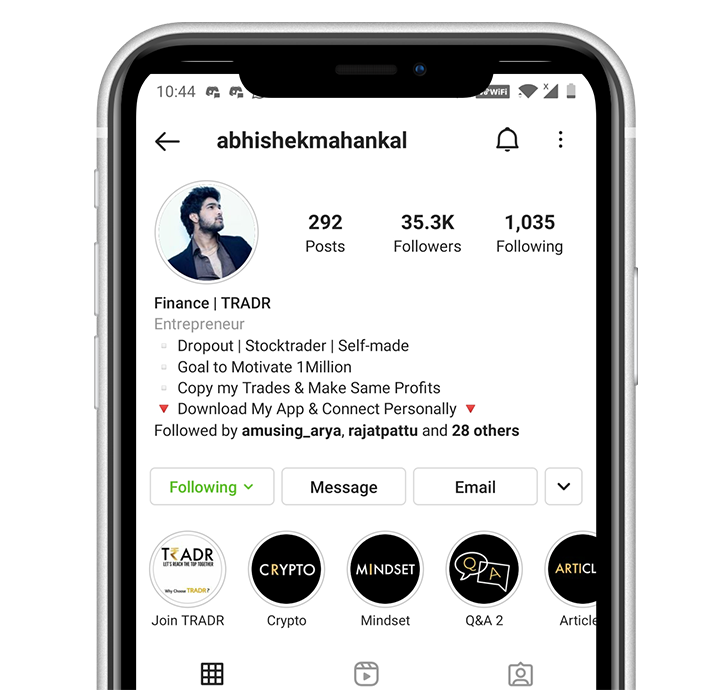 10:44
WiFi
abhishekmahankal
292
Posts
35.3K
Followers
1,035
Following
Finance | TRADR
Entrepreneur
Dropout | Stocktrader | Self-made
Goal to Motivate 1Million
Copy my Trades & Make Same Profits
🔻 Download My App & Connect Personally 🔻
Followed by amusing_arya, rajatpattu and 28 others
Following
Message
Email
T₹ADR
LET'S REACH THE TOP TOGETHER
Why Choose TRADR?
CRYPTO
MINDSET
Q
A
ARTICL
Join TRADR
Crypto
Mindset
Q&A 2
Article